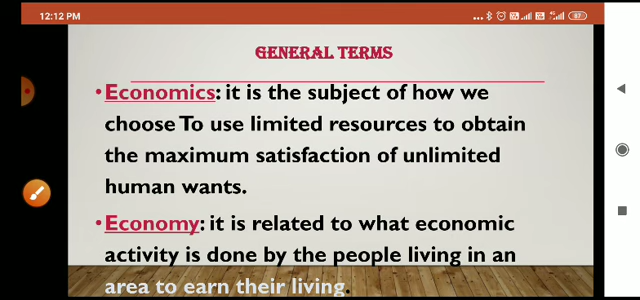 12:12 PM
87
GENERAL TERMS
• Economics: it is the subject of how we
choose To use limited resources to obtain
the maximum satisfaction of unlimited
human wants.
• Economy: it is related to what economic
activity is done by the people living in an
area to earn their living.